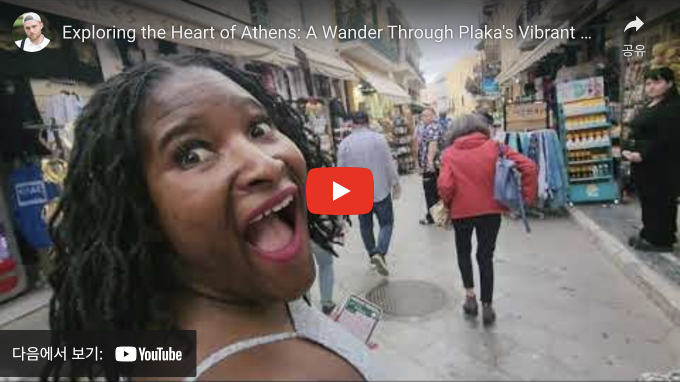 Exploring the Heart of Athens: A Wander Through Plaka's Vibrant ...
공유
다음에서 보기: YouTube